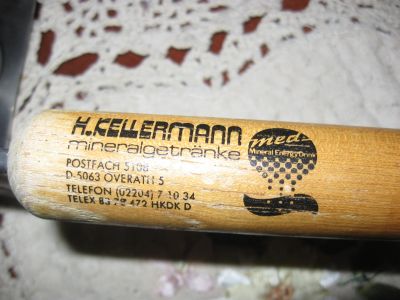 H.KELLERMANN
mineralgetränke
POSTFACH 5108
D-5063 OVERATH 5
TELEFON (02204) 7 10 34
TELEX 88 78 472 HKDK D
med
Mineral Energy Drink